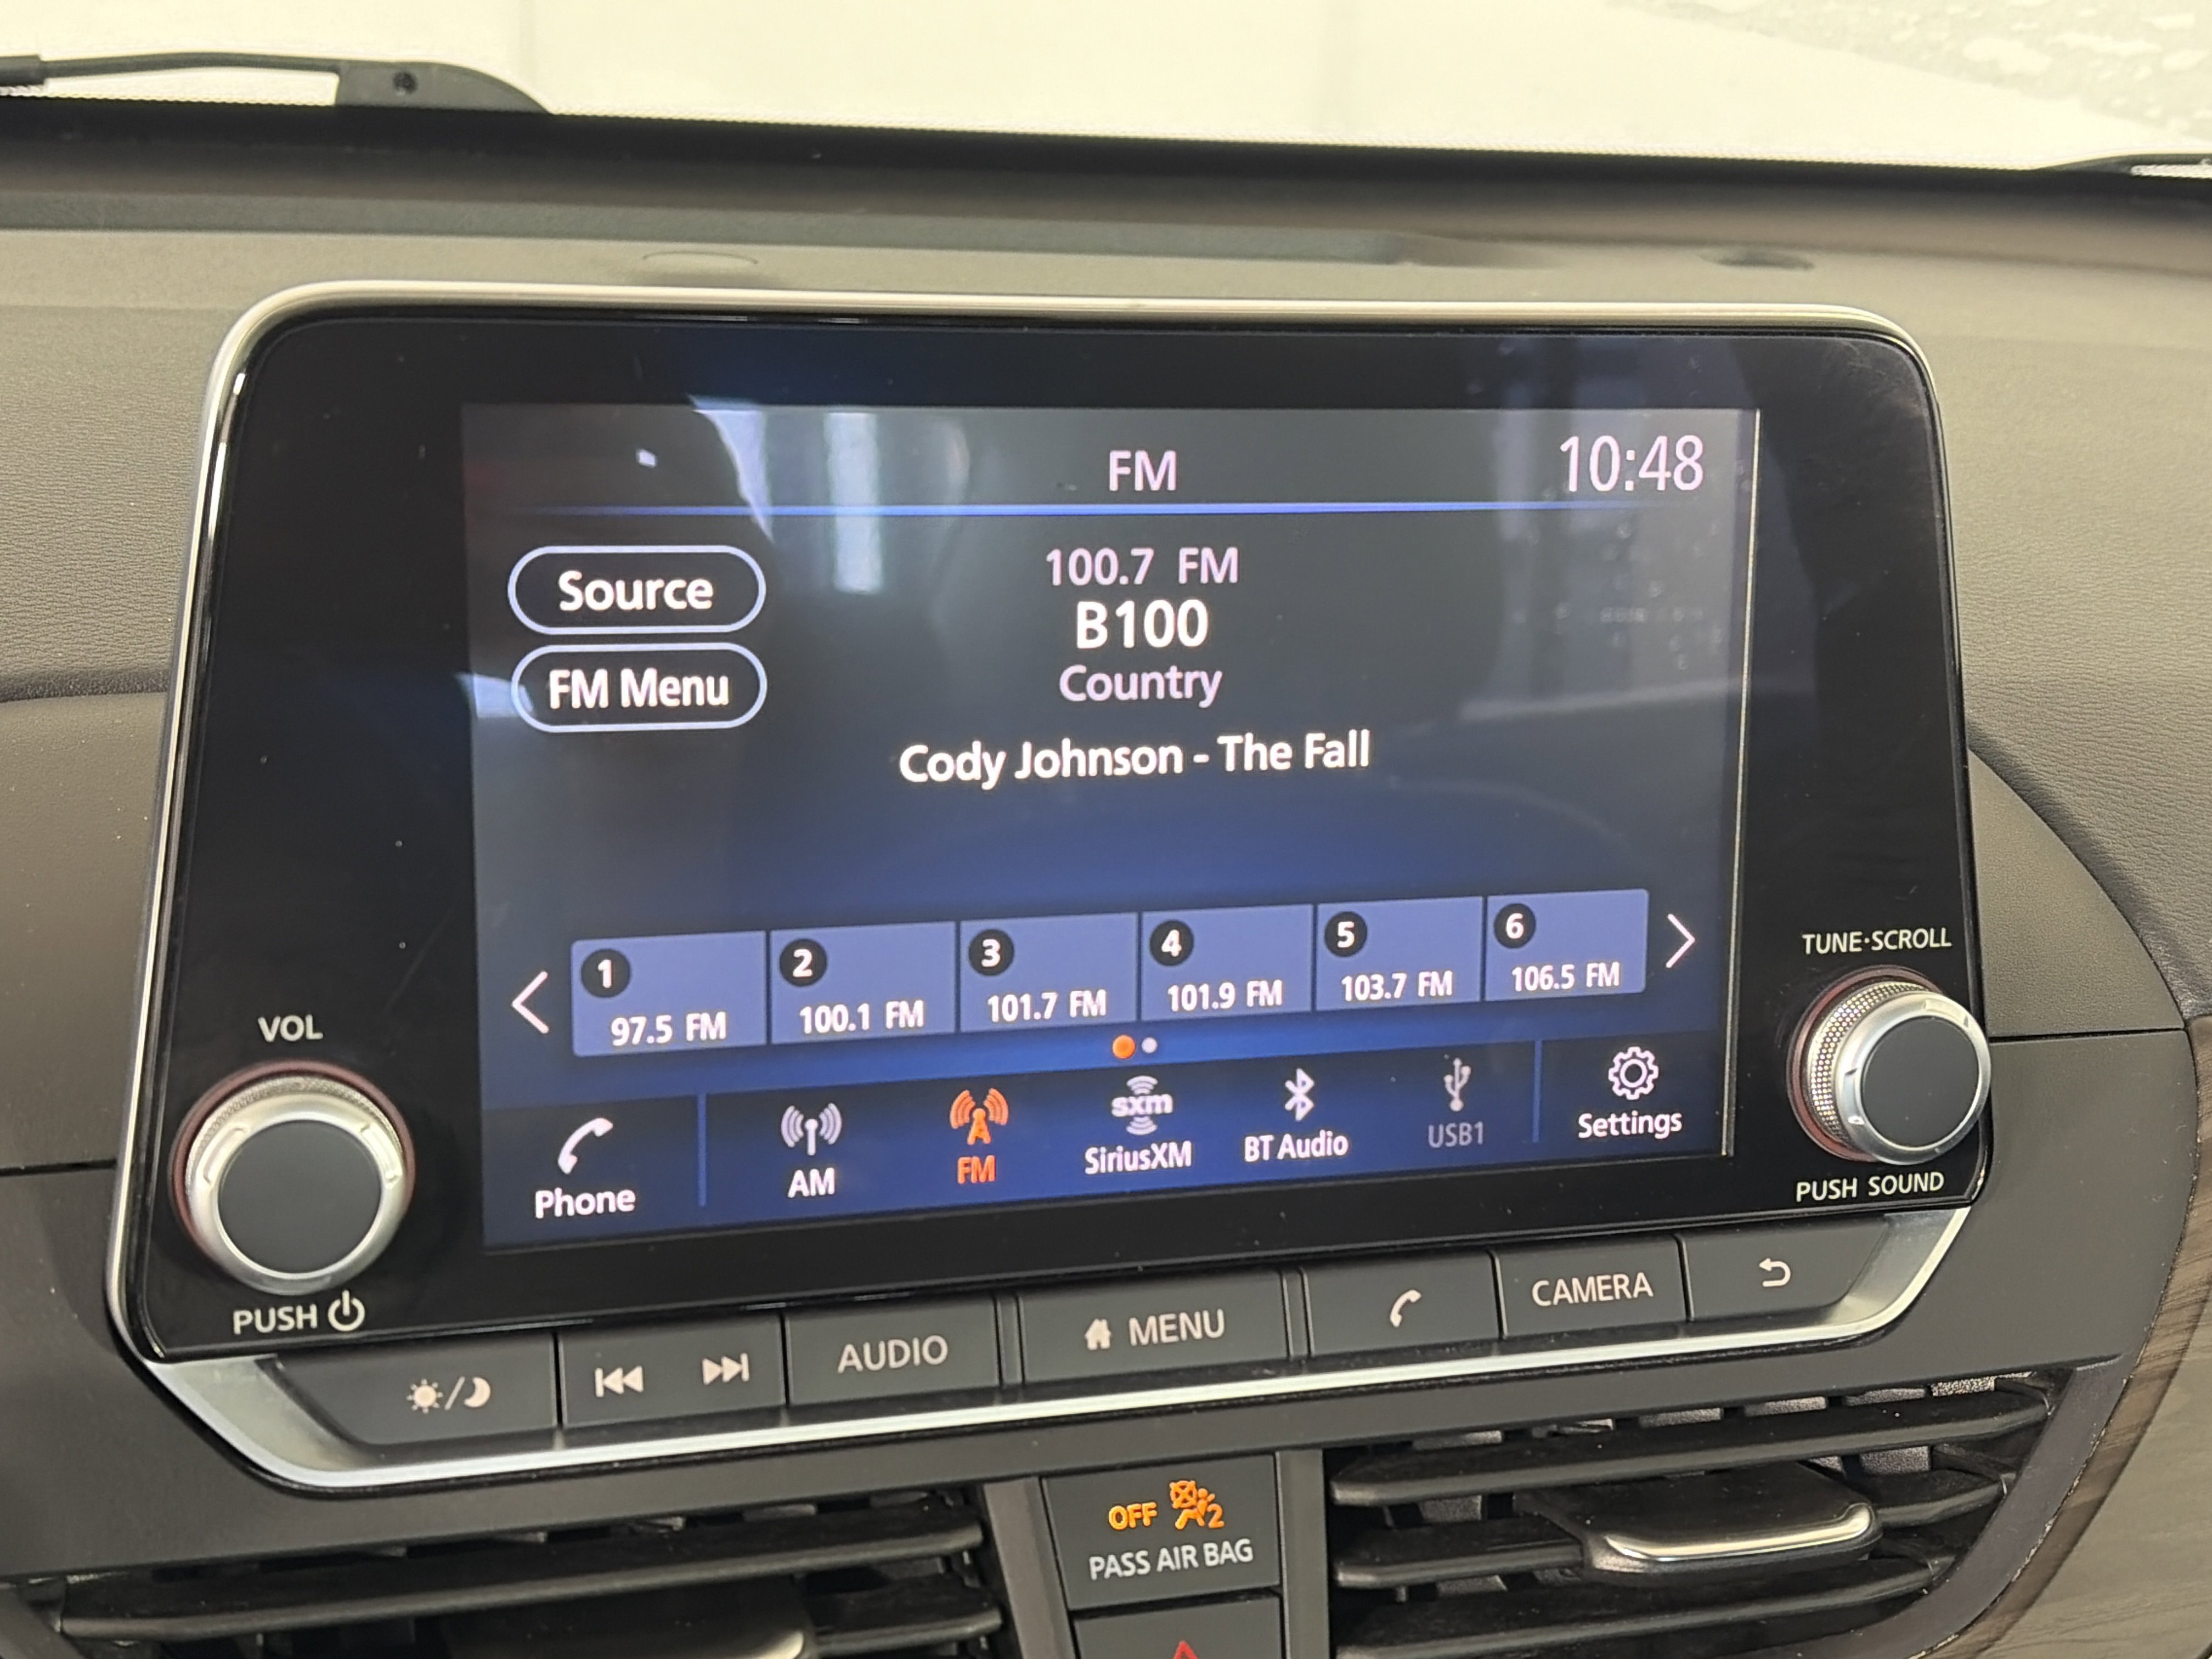 FM
10:48
Source
FM Menu
100.7 FM
B100
Country
Cody Johnson - The Fall
1
97.5 FM
2
100.1 FM
3
101.7 FM
4
101.9 FM
5
103.7 FM
6
106.5 FM
Phone
AM
FM
sxm
SiriusXM
BT Audio
USB1
Settings
VOL
PUSH
TUNE·SCROLL
PUSH SOUND
AUDIO
MENU
CAMERA
OFF
2
PASS AIR BAG